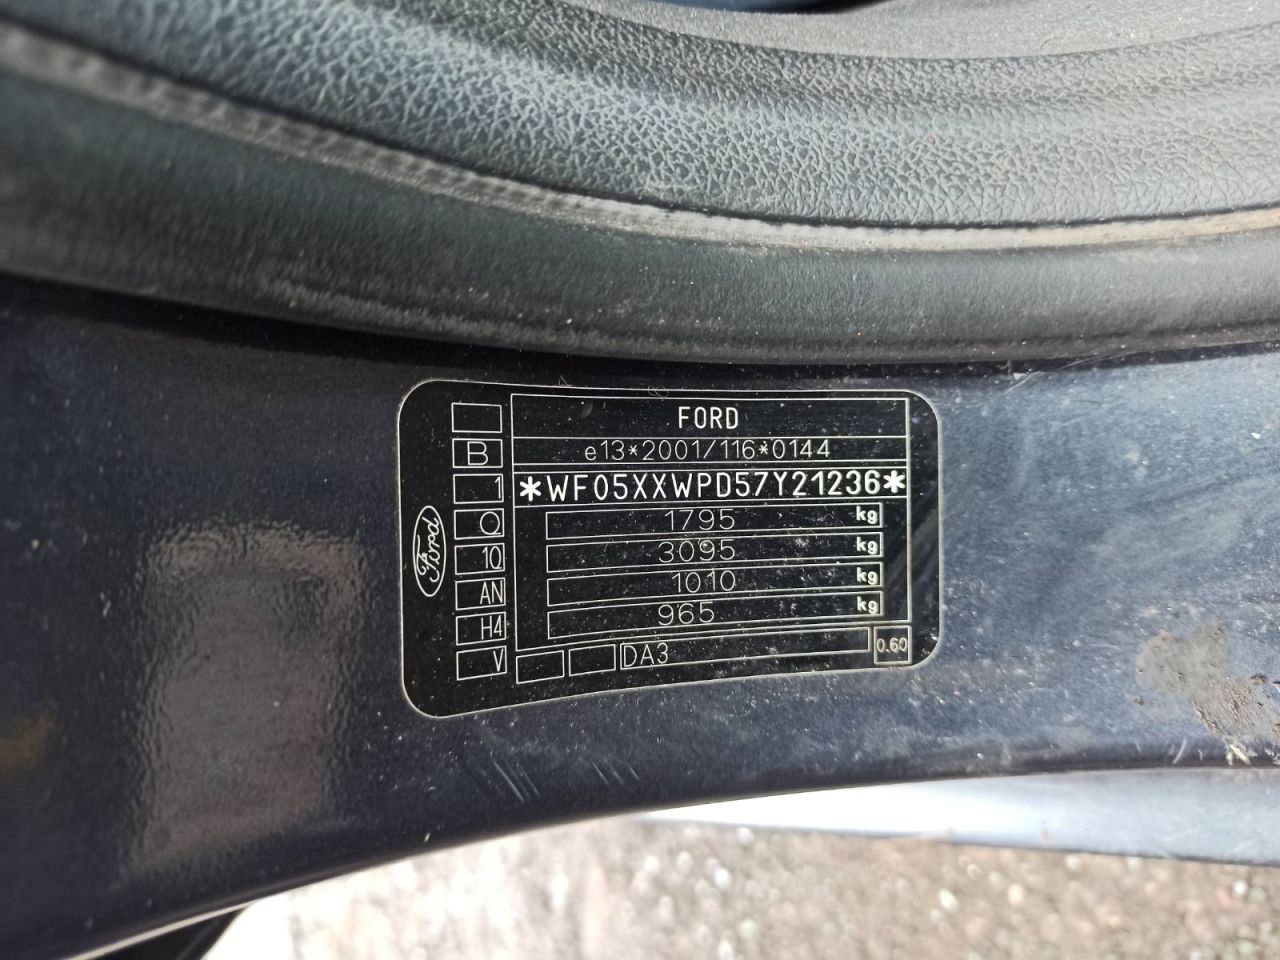 FORD
e13*2001/116*0144
*WF05XXWPD57Y21236*
1795 kg
3095 kg
1010 kg
965 kg
DA3 0.60
Ford
B
1
Q
1Q
AN
H4
V